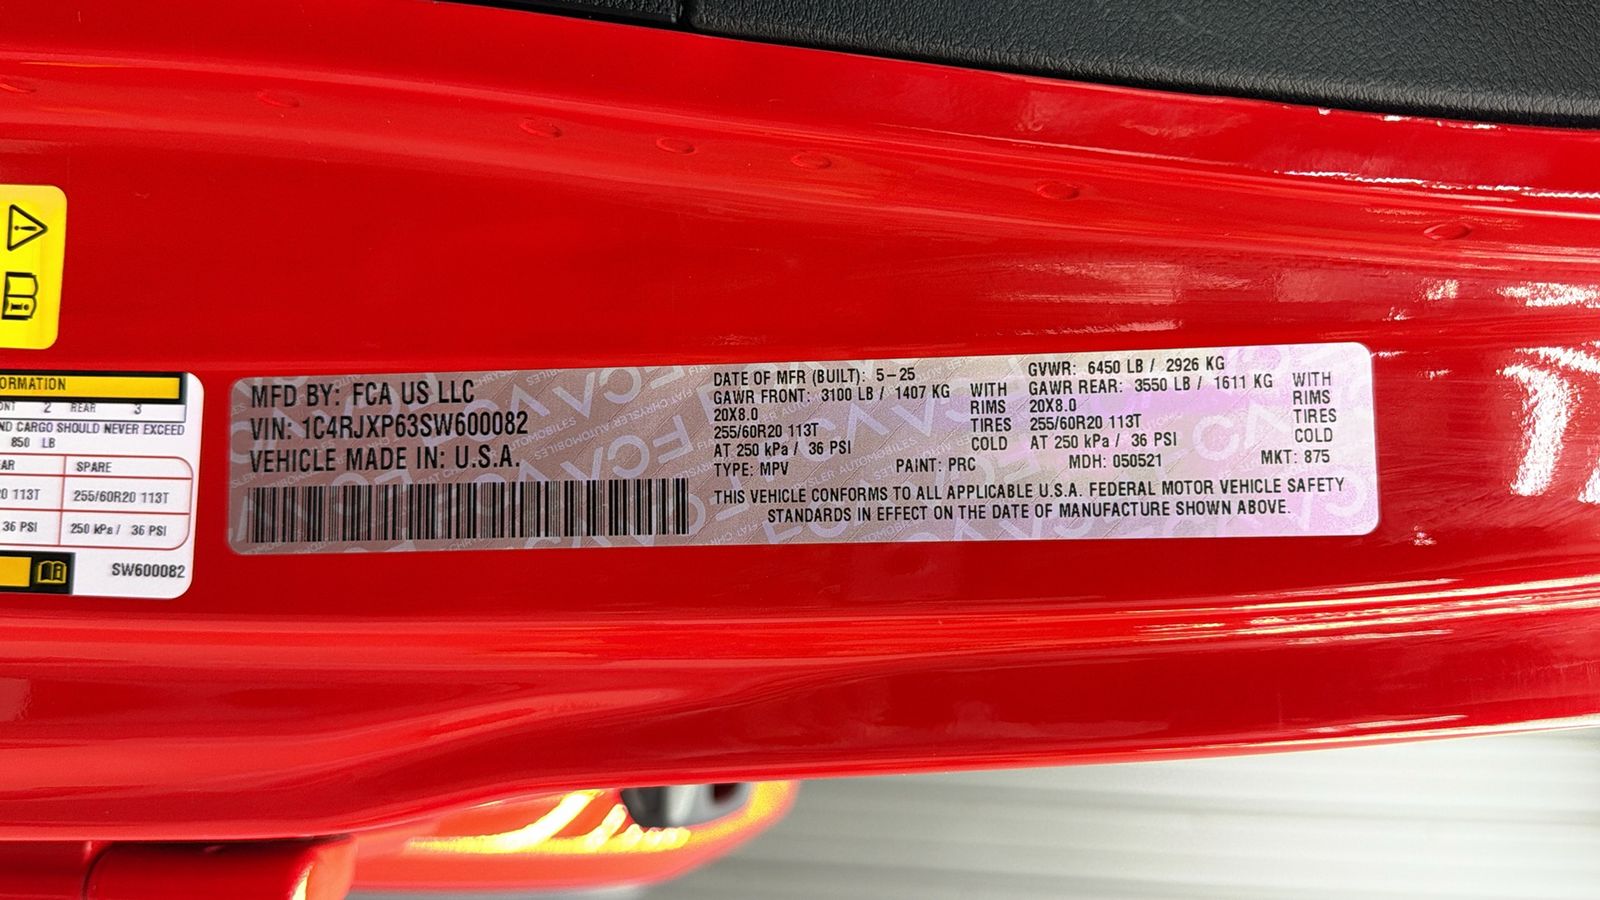 ORMATION
ONT 2 REAR 3
ND CARGO SHOULD NEVER EXCEED
850 LB
EAR SPARE
20 113T 255/60R20 113T
36 PSI 250 kPa / 36 PSI
SW600082
MFD BY: FCA US LLC
VIN: 1C4RJXP63SW600082
VEHICLE MADE IN: U.S.A.
DATE OF MFR (BUILT): 5-25
GAWR FRONT: 3100 LB / 1407 KG WITH
20X8.0 RIMS
255/60R20 113T TIRES
AT 250 kPa / 36 PSI COLD
TYPE: MPV PAINT: PRC
GVWR: 6450 LB / 2926 KG
GAWR REAR: 3550 LB / 1611 KG WITH
20X8.0 RIMS
255/60R20 113T TIRES
AT 250 kPa / 36 PSI COLD
MDH: 050521 MKT: 875
THIS VEHICLE CONFORMS TO ALL APPLICABLE U.S.A. FEDERAL MOTOR VEHICLE SAFETY
STANDARDS IN EFFECT ON THE DATE OF MANUFACTURE SHOWN ABOVE.